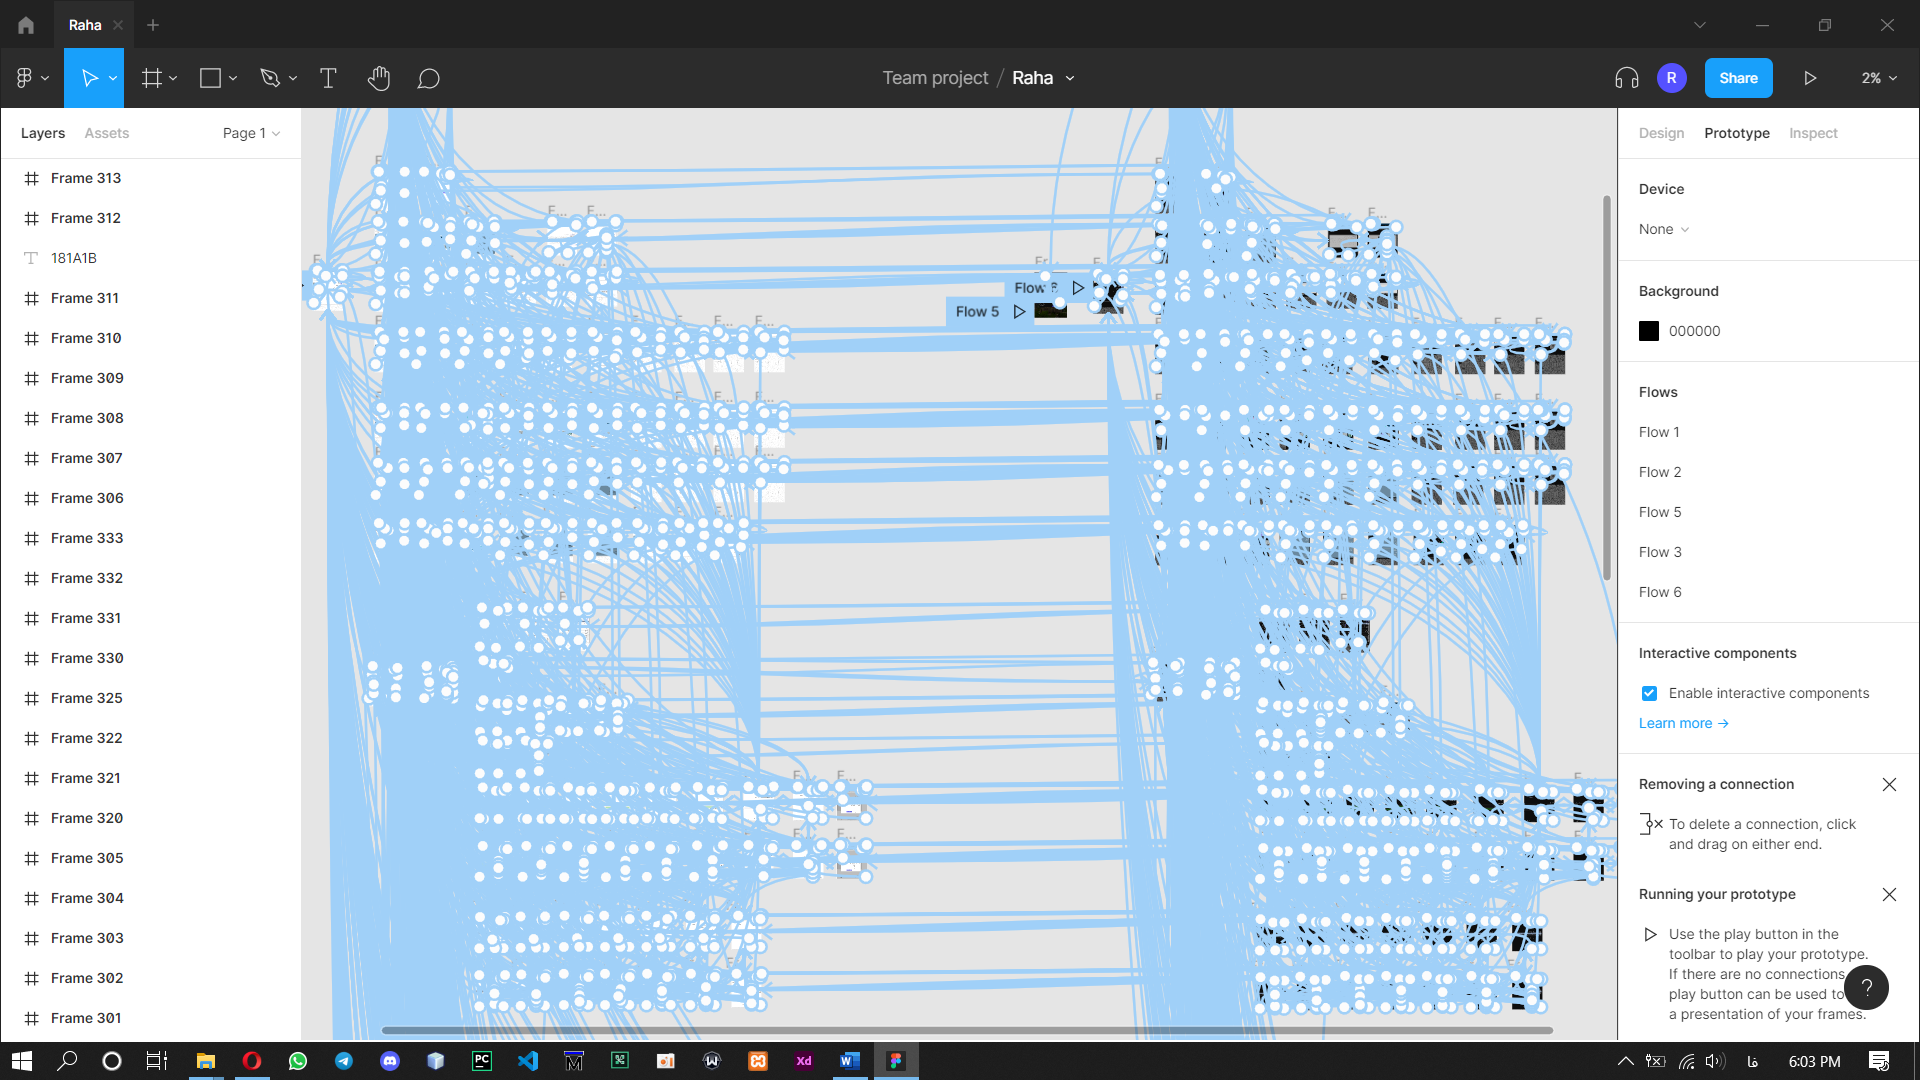 Raha
Team project / Raha
R
Share
2%
Layers
Assets
Page 1
Frame 313
Frame 312
181A1B
Frame 311
Frame 310
Frame 309
Frame 308
Frame 307
Frame 306
Frame 333
Frame 332
Frame 331
Frame 330
Frame 325
Frame 322
Frame 321
Frame 320
Frame 305
Frame 304
Frame 303
Frame 302
Frame 301
Flow 5
Design
Prototype
Inspect
Device
None
Background
000000
Flows
Flow 1
Flow 2
Flow 5
Flow 3
Flow 6
Interactive components
Enable interactive components
Learn more →
Removing a connection
To delete a connection, click
and drag on either end.
Running your prototype
Use the play button in the
toolbar to play your prototype.
If there are no connections,
play button can be used to
a presentation of your frames.
?
PC
Xd
W
فا
6:03 PM